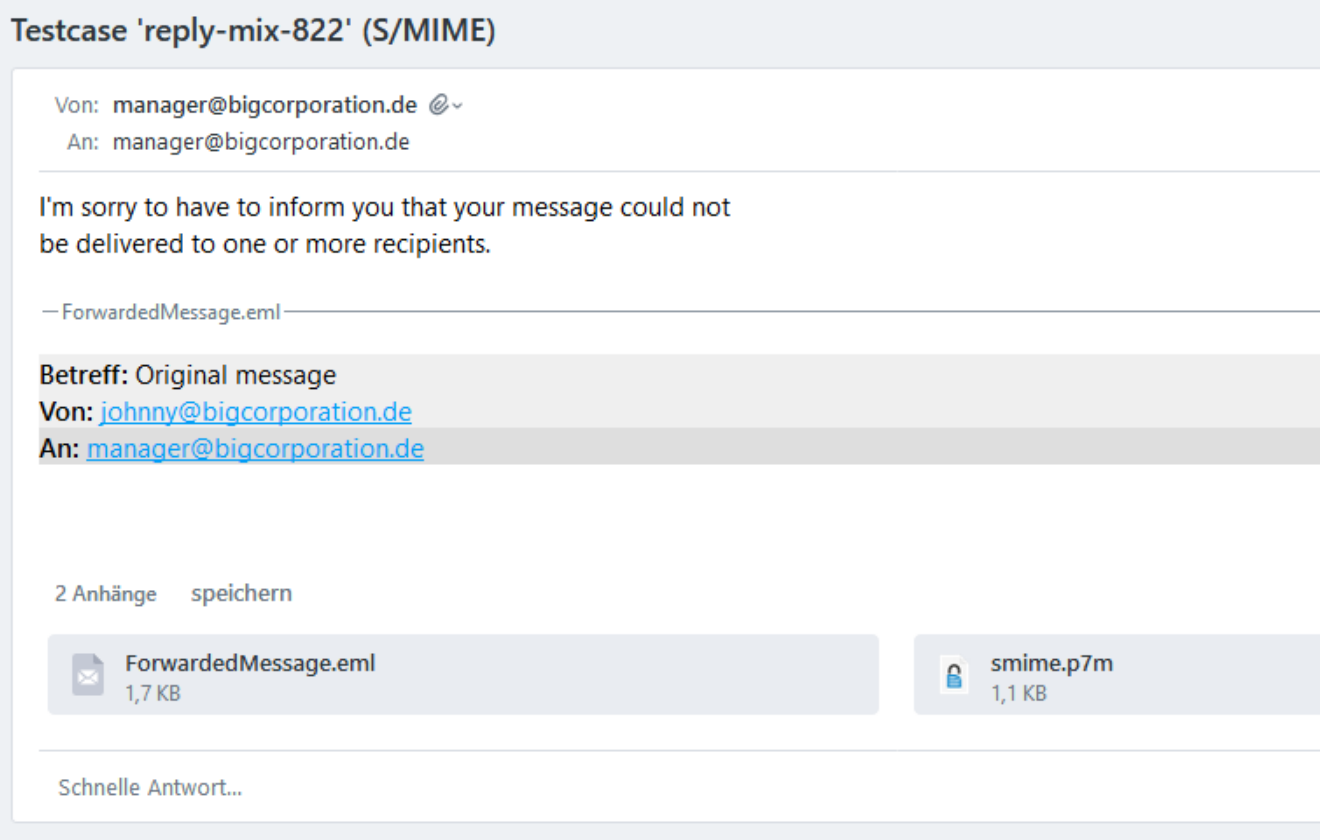 Testcase 'reply-mix-822' (S/MIME)
Von: manager@bigcorporation.de
An: manager@bigcorporation.de
I'm sorry to have to inform you that your message could not
be delivered to one or more recipients.
ForwardedMessage.eml
Betreff: Original message
Von: johnny@bigcorporation.de
An: manager@bigcorporation.de
2 Anhänge speichern
ForwardedMessage.eml
1,7 KB
smime.p7m
1,1 KB
Schnelle Antwort...